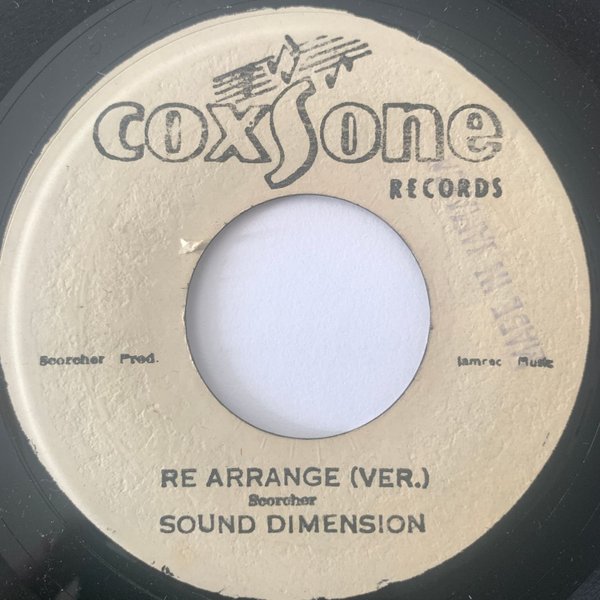 coxsone
RECORDS
Scorcher Prod.
Jamrec Music
RE ARRANGE (VER.)
Scorcher
SOUND DIMENSION